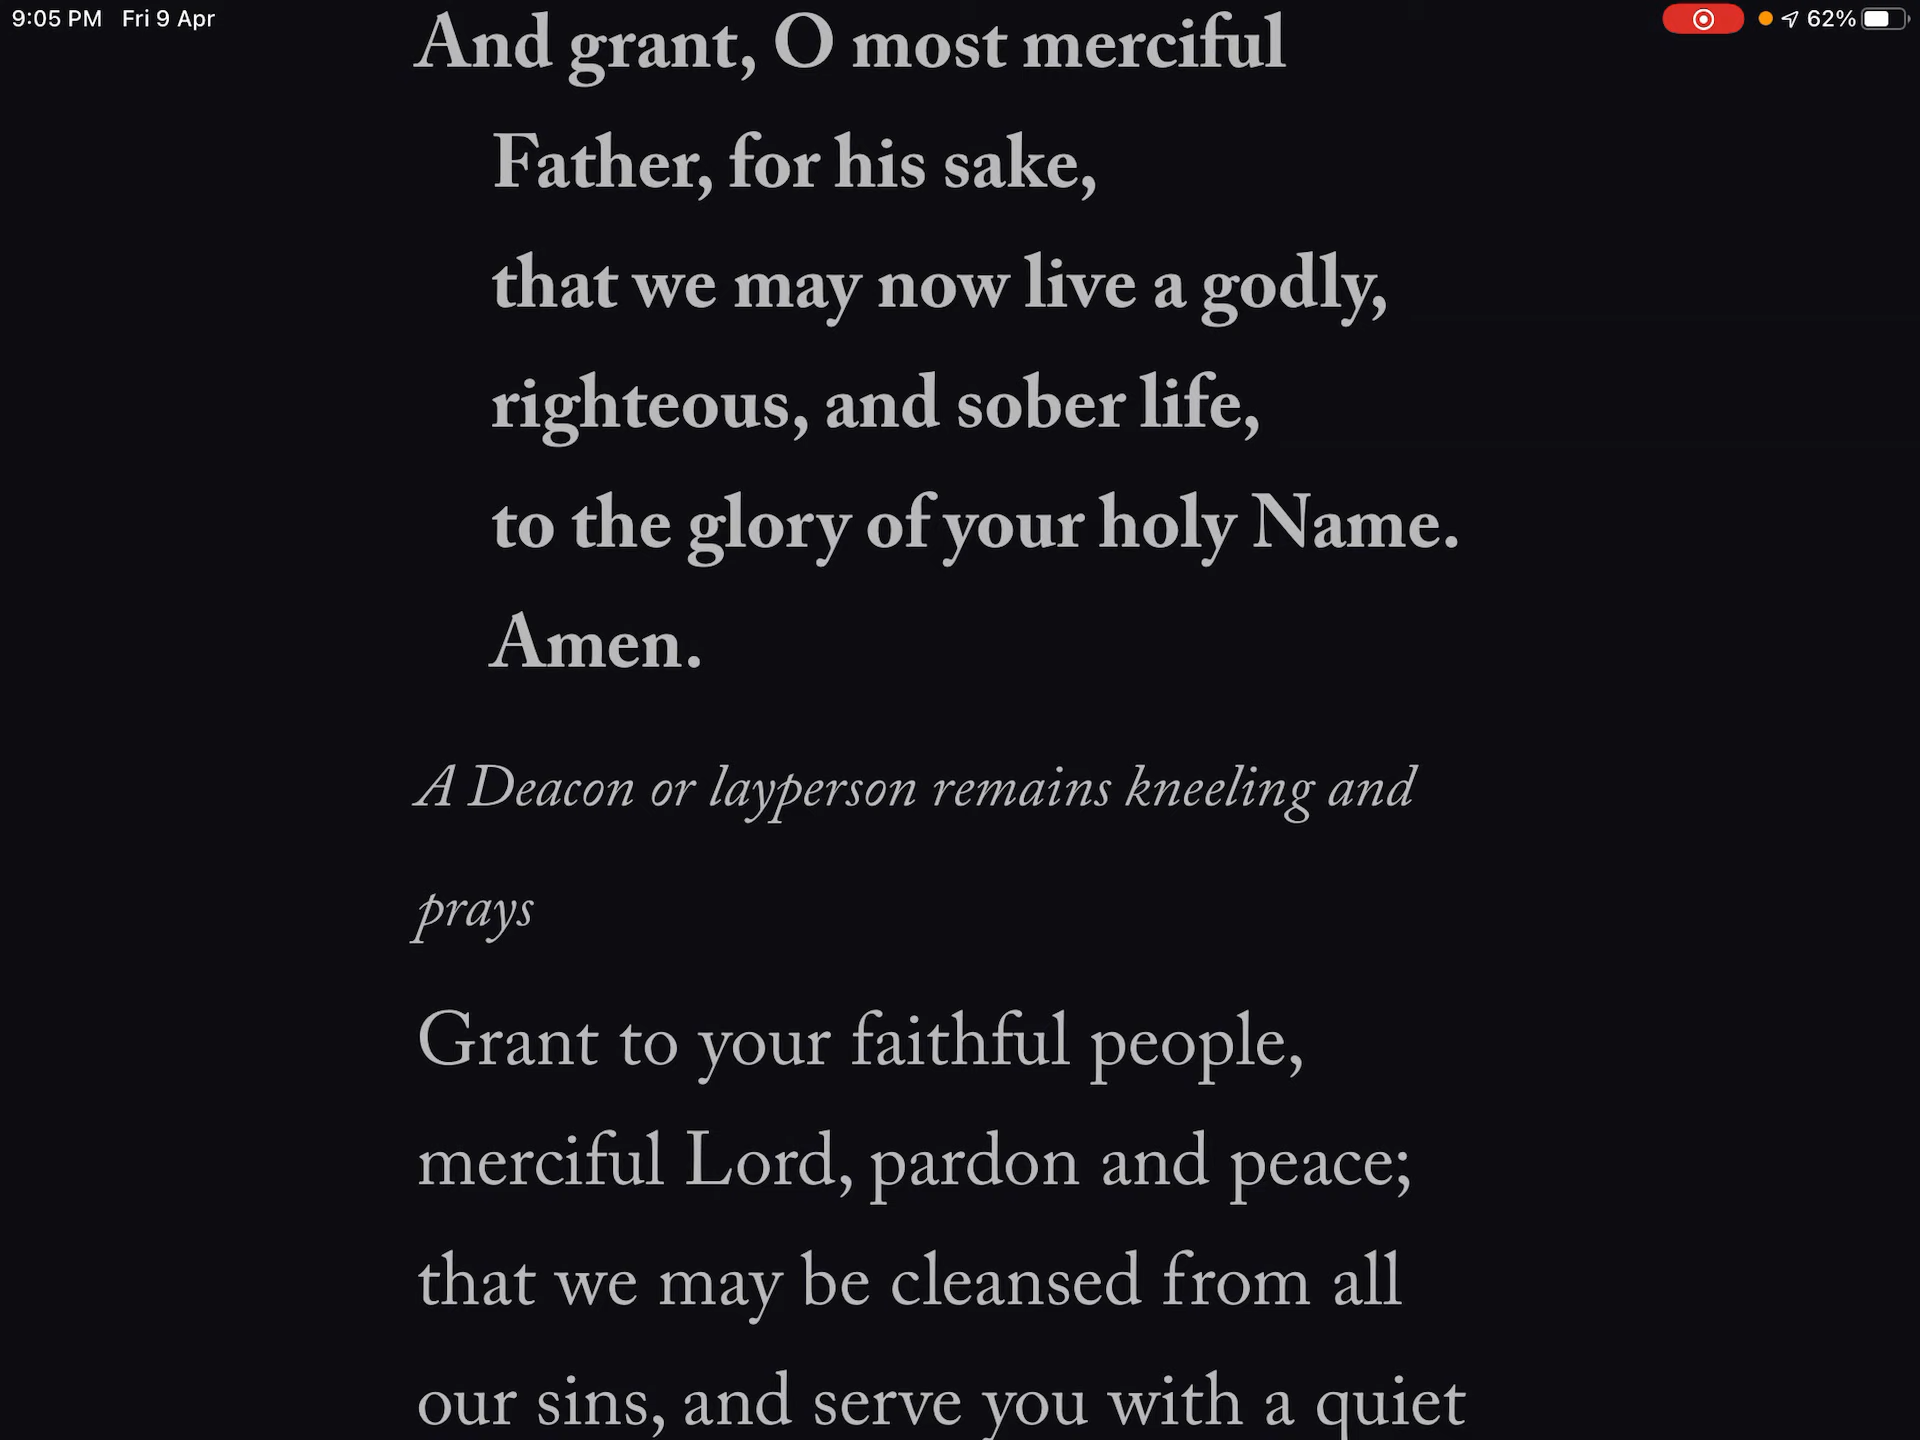 9:05 PM Fri 9 Apr
62%
And grant, O most merciful
Father, for his sake,
that we may now live a godly,
righteous, and sober life,
to the glory of your holy Name.
Amen.
A Deacon or layperson remains kneeling and
prays
Grant to your faithful people,
merciful Lord, pardon and peace;
that we may be cleansed from all
our sins, and serve you with a quiet